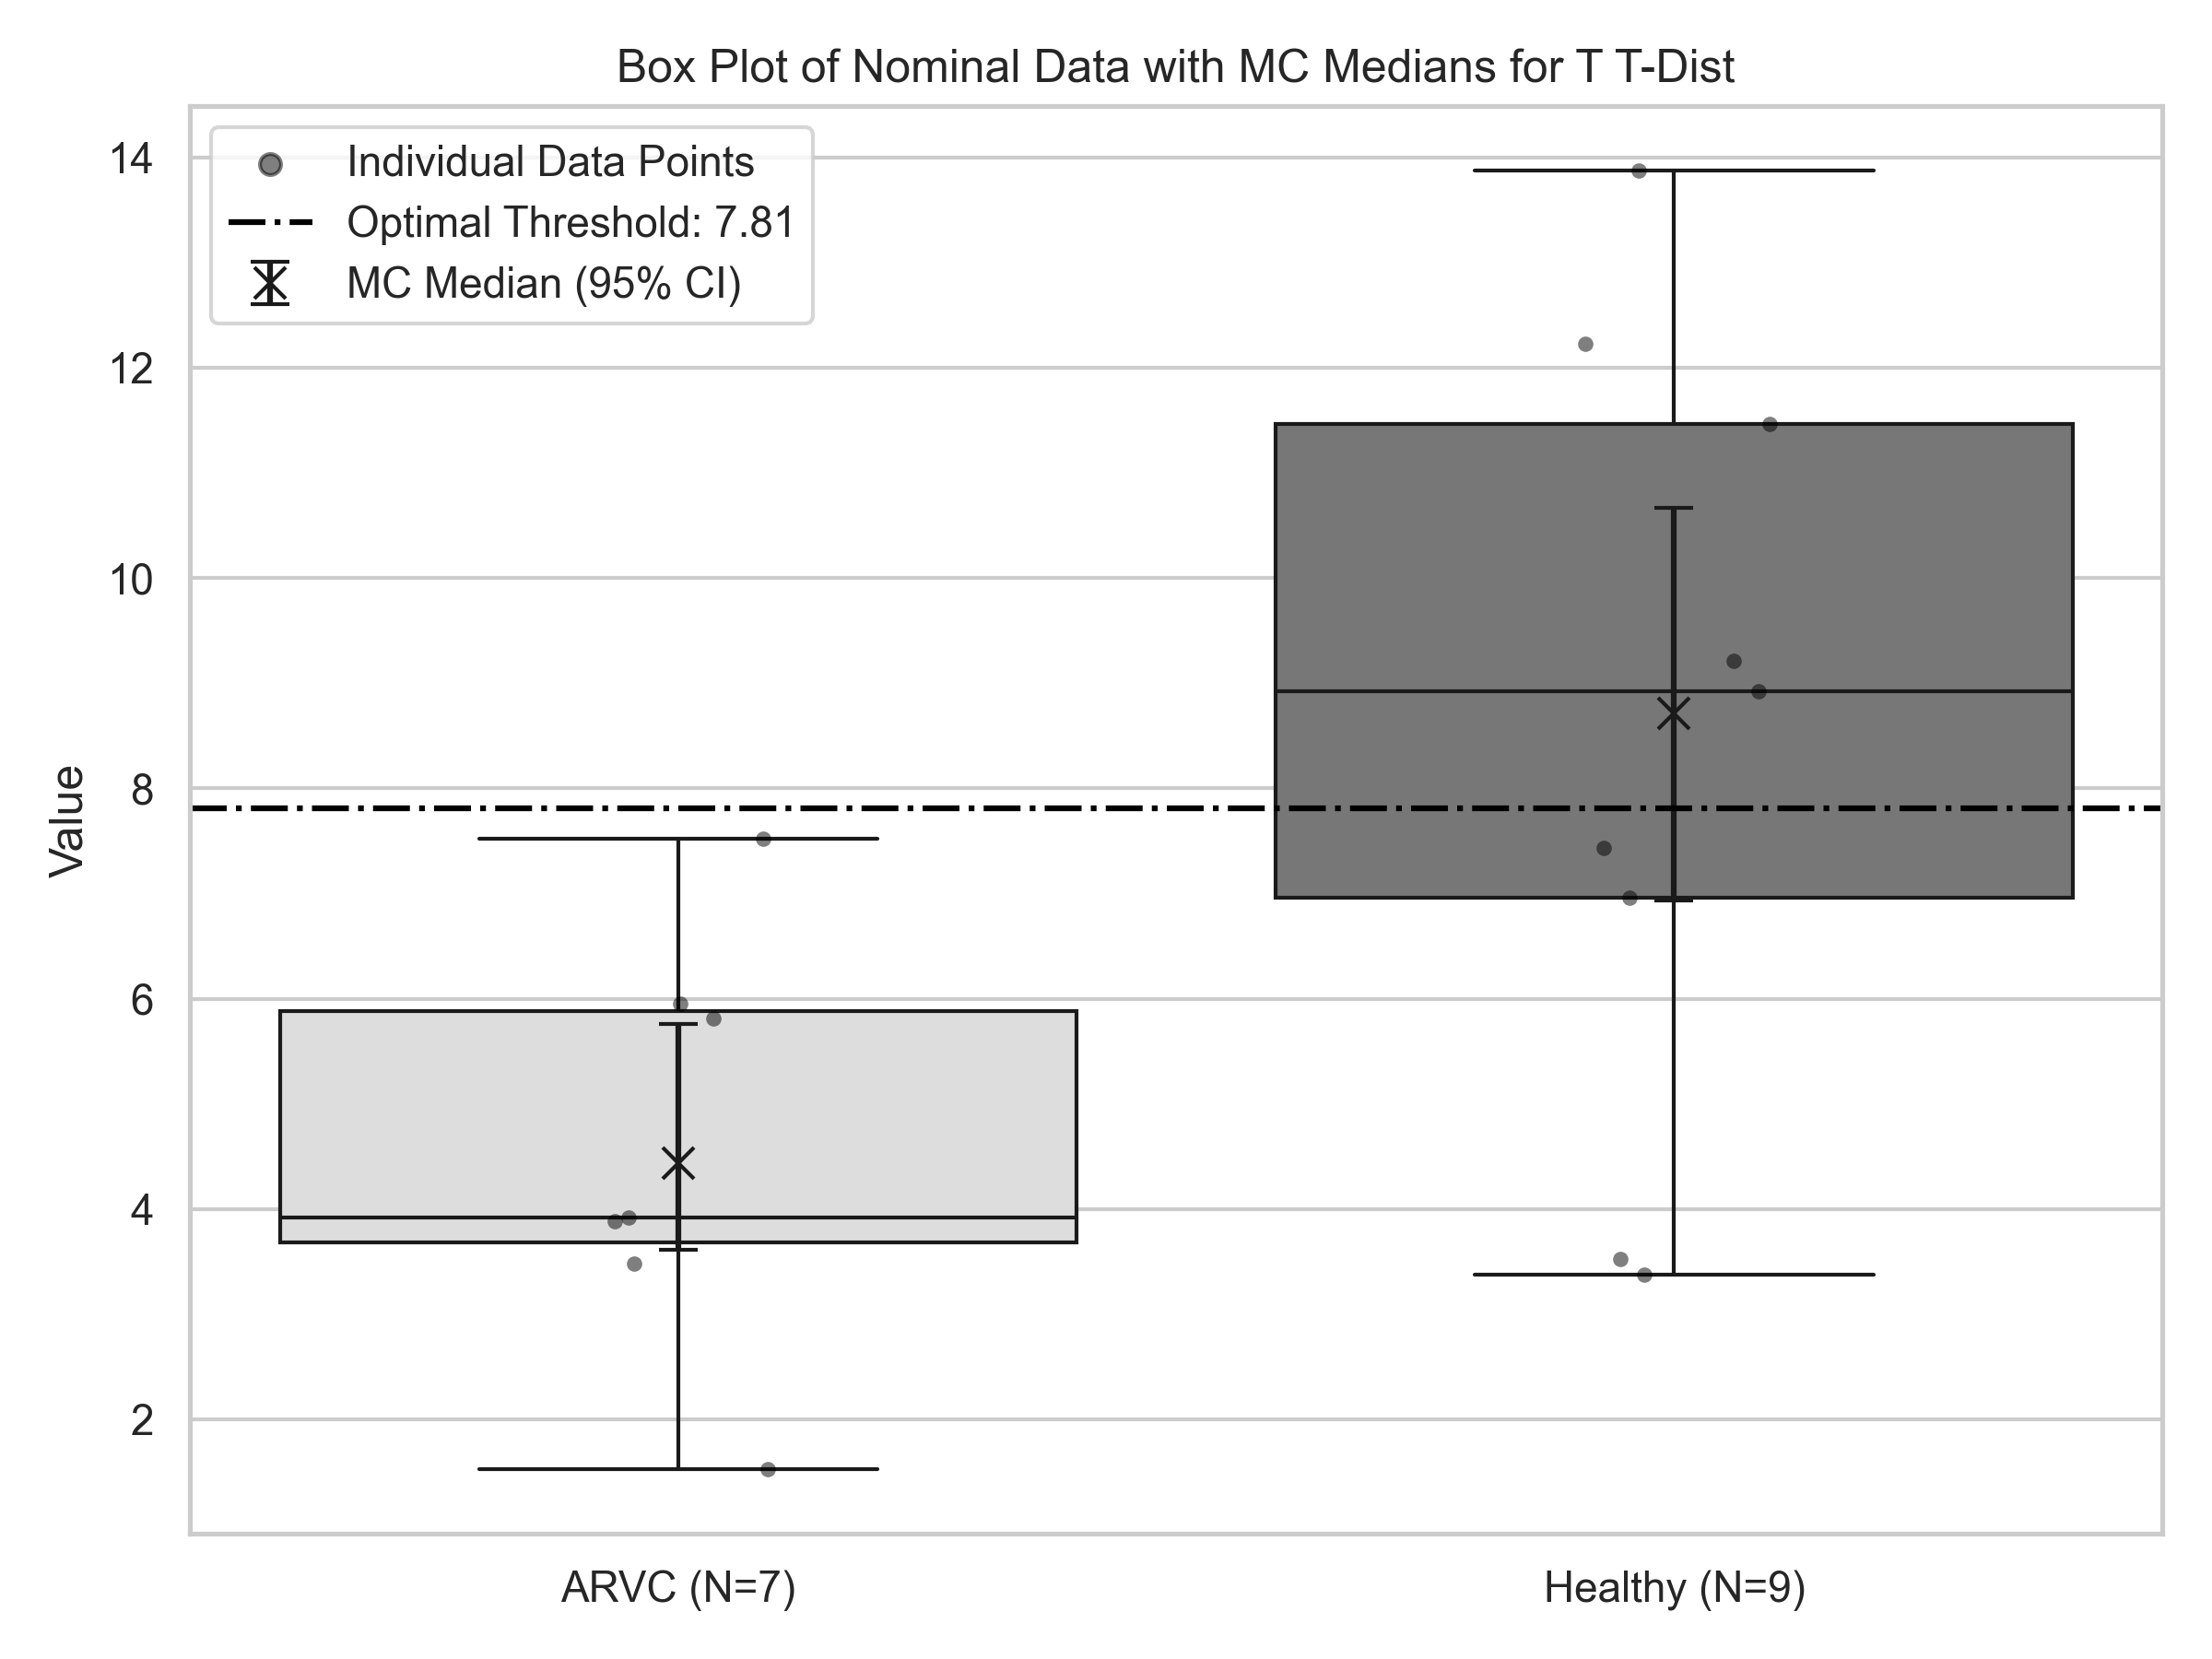 Box Plot of Nominal Data with MC Medians for T T-Dist
Individual Data Points
Optimal Threshold: 7.81
MC Median (95% CI)
14
12
10
8
6
4
2
Value
ARVC (N=7)
Healthy (N=9)